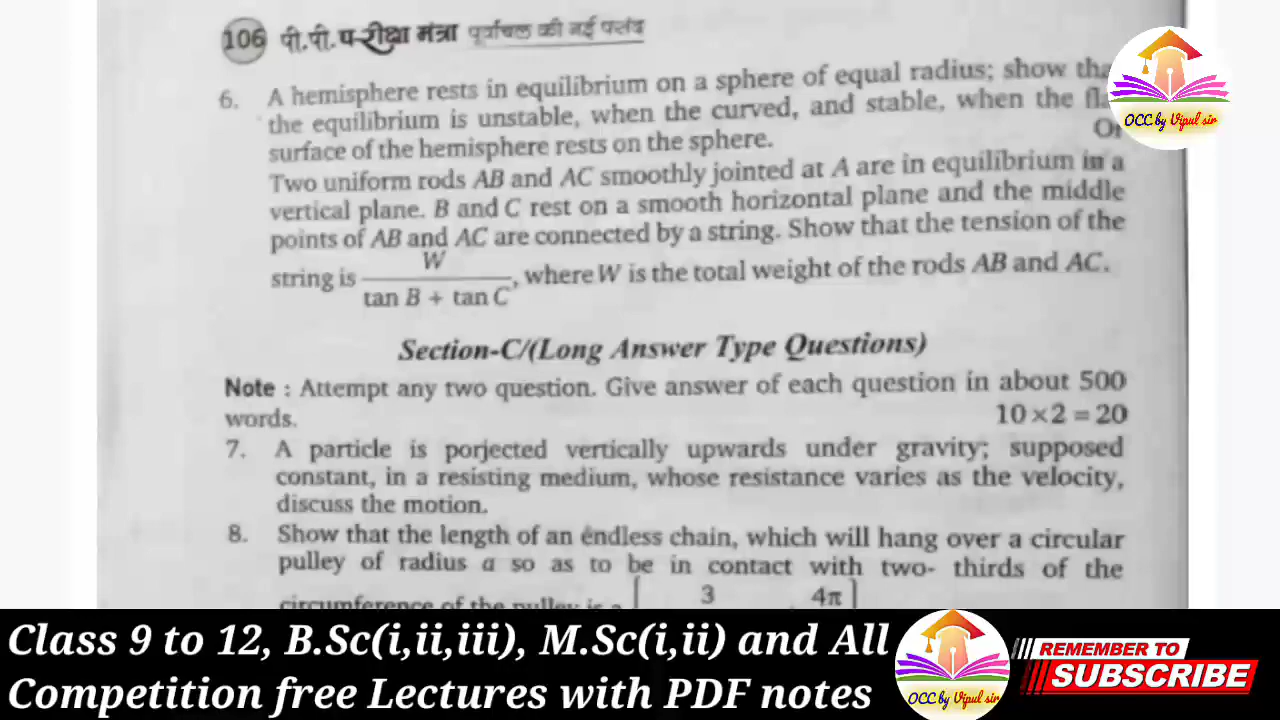 106 पी.पी. परीक्षा मंत्रा पूर्वांचल की नई पसंद
6. A hemisphere rests in equilibrium on a sphere of equal radius; show
the equilibrium is unstable, when the curved, and stable, when the
surface of the hemisphere rests on the sphere.
Two uniform rods AB and AC smoothly jointed at A are in equilibrium in a
vertical plane. B and C rest on a smooth horizontal plane and the middle
points of AB and AC are connected by a string. Show that the tension of the
string is W / tan B + tan C, where W is the total weight of the rods AB and AC.
Section-C/(Long Answer Type Questions)
Note : Attempt any two question. Give answer of each question in about 500
words. 10 × 2 = 20
7. A particle is porjected vertically upwards under gravity; supposed
constant, in a resisting medium, whose resistance varies as the velocity,
discuss the motion.
8. Show that the length of an endless chain, which will hang over a circular
pulley of radius a so as to be in contact with two- thirds of the
circumference of the pulley is a [ 3 4π ]
OCC by Vipul sir
Class 9 to 12, B.Sc(i,ii,iii), M.Sc(i,ii) and All
Competition free Lectures with PDF notes
OCC by Vipul sir
REMEMBER TO
SUBSCRIBE